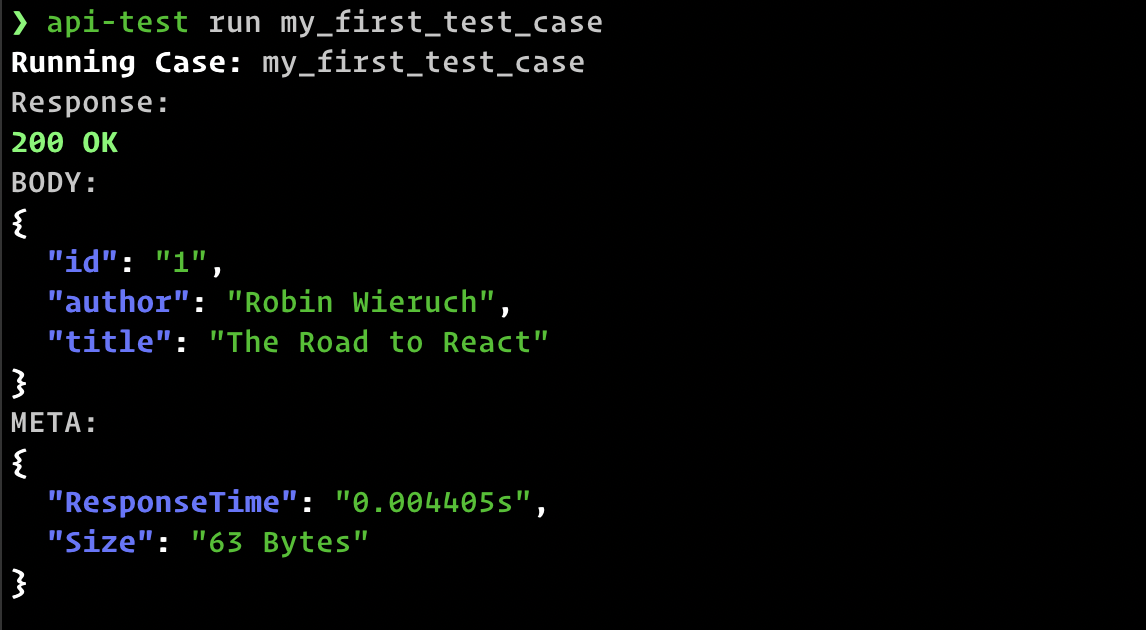 ❯ api-test run my_first_test_case
Running Case: my_first_test_case
Response:
200 OK
BODY:
{
  "id": "1",
  "author": "Robin Wieruch",
  "title": "The Road to React"
}
META:
{
  "ResponseTime": "0.004405s",
  "Size": "63 Bytes"
}